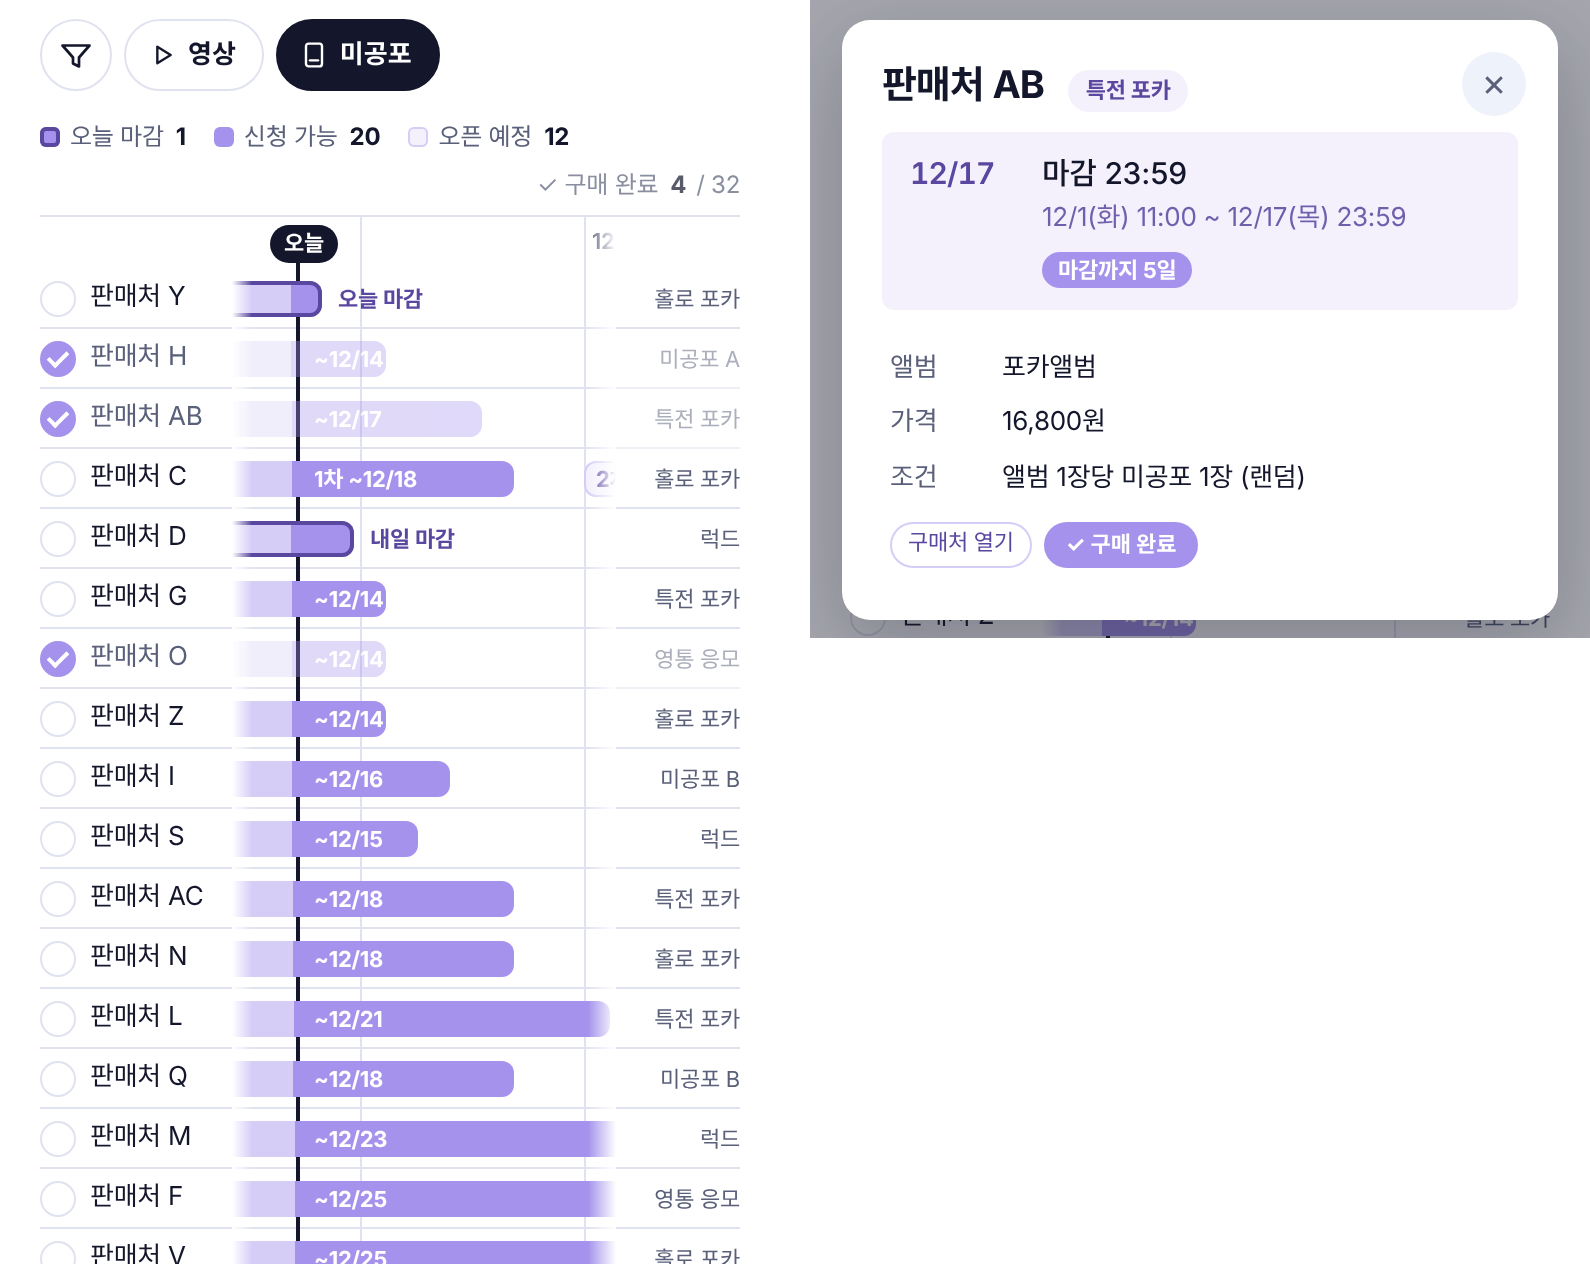 영상
미공포
오늘 마감 1
신청 가능 20
오픈 예정 12
✓ 구매 완료 4 / 32
오늘
12
판매처 Y 오늘 마감 홀로 포카
판매처 H ~12/14 미공포 A
판매처 AB ~12/17 특전 포카
판매처 C 1차 ~12/18 홀로 포카
판매처 D 내일 마감 럭드
판매처 G ~12/14 특전 포카
판매처 O ~12/14 영통 응모
판매처 Z ~12/14 홀로 포카
판매처 I ~12/16 미공포 B
판매처 S ~12/15 럭드
판매처 AC ~12/18 특전 포카
판매처 N ~12/18 홀로 포카
판매처 L ~12/21 특전 포카
판매처 Q ~12/18 미공포 B
판매처 M ~12/23 럭드
판매처 F ~12/25 영통 응모
판매처 V ~12/25 홀로 포카
판매처 AB 특전 포카
12/17 마감 23:59
12/1(화) 11:00 ~ 12/17(목) 23:59
마감까지 5일
앨범 포카앨범
가격 16,800원
조건 앨범 1장당 미공포 1장 (랜덤)
구매처 열기
✓ 구매 완료